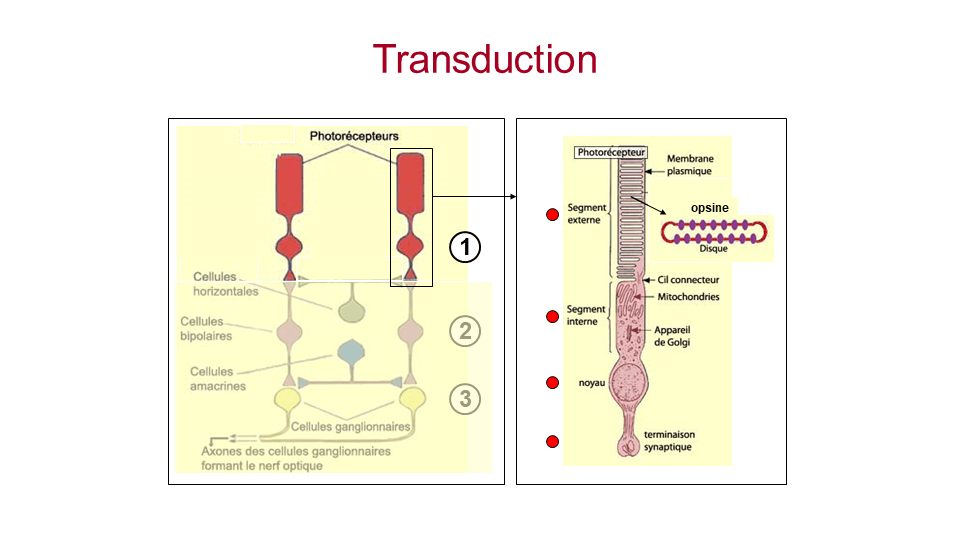 Transduction
Photorécepteurs
1
Cellules
horizontales
Cellules
bipolaires
2
Cellules
amacrines
3
Cellules ganglionnaires
Axones des cellules ganglionnaires
formant le nerf optique
Photorécepteur
Membrane
plasmique
Segment
externe
opsine
Disque
Cil connecteur
Mitochondries
Segment
interne
Appareil
de Golgi
noyau
terminaison
synaptique